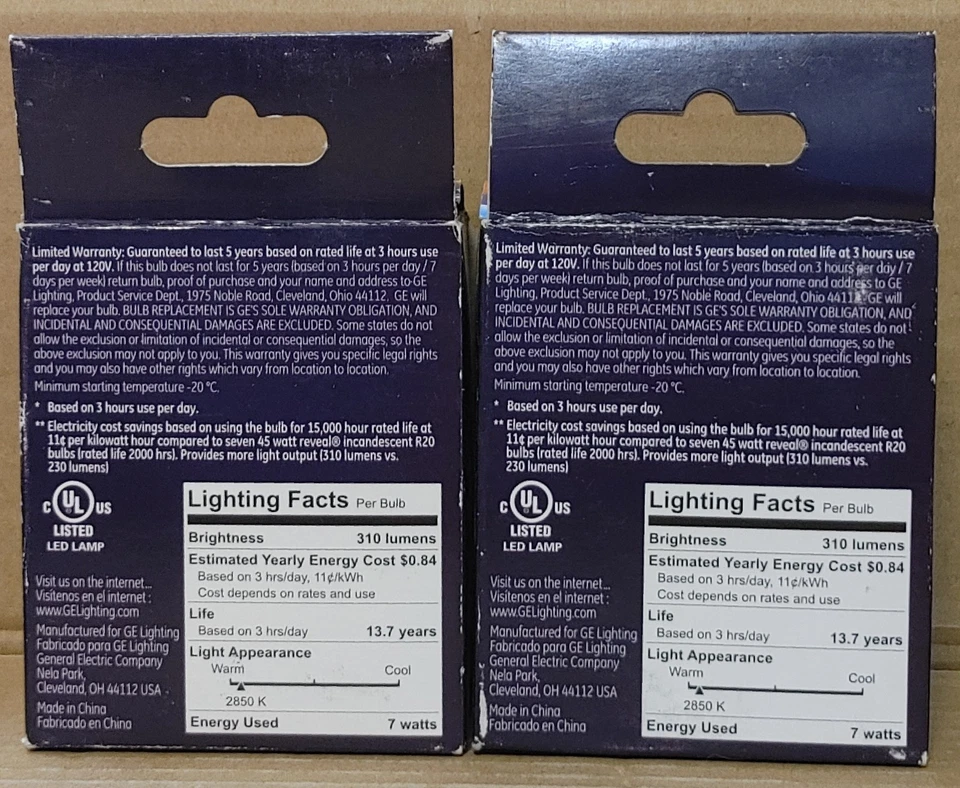 Limited Warranty: Guaranteed to last 5 years based on rated life at 3 hours use
per day at 120V. If this bulb does not last for 5 years (based on 3 hours per day / 7
days per week) return bulb, proof of purchase and your name and address to GE
Lighting, Product Service Dept., 1975 Noble Road, Cleveland, Ohio 44112. GE will
replace your bulb. BULB REPLACEMENT IS GE'S SOLE WARRANTY OBLIGATION, AND
INCIDENTAL AND CONSEQUENTIAL DAMAGES ARE EXCLUDED. Some states do not
allow the exclusion or limitation of incidental or consequential damages, so the
above exclusion may not apply to you. This warranty gives you specific legal rights
and you may also have other rights which vary from location to location.
Minimum starting temperature -20 °C.
* Based on 3 hours use per day.
** Electricity cost savings based on using the bulb for 15,000 hour rated life at
11¢ per kilowatt hour compared to seven 45 watt reveal® incandescent R20
bulbs (rated life 2000 hrs). Provides more light output (310 lumens vs.
230 lumens)
C UL US
LISTED
LED LAMP
Visit us on the internet...
Visítenos en el internet :
www.GELighting.com
Manufactured for GE Lighting
Fabricado para GE Lighting
General Electric Company
Nela Park,
Cleveland, OH 44112 USA
Made in China
Fabricado en China
Lighting Facts Per Bulb
Brightness 310 lumens
Estimated Yearly Energy Cost $0.84
Based on 3 hrs/day, 11¢/kWh
Cost depends on rates and use
Life
Based on 3 hrs/day 13.7 years
Light Appearance
Warm Cool
2850 K
Energy Used 7 watts
Limited Warranty: Guaranteed to last 5 years based on rated life at 3 hours use
per day at 120V. If this bulb does not last for 5 years (based on 3 hours per day / 7
days per week) return bulb, proof of purchase and your name and address to GE
Lighting, Product Service Dept., 1975 Noble Road, Cleveland, Ohio 44112. GE will
replace your bulb. BULB REPLACEMENT IS GE'S SOLE WARRANTY OBLIGATION, AND
INCIDENTAL AND CONSEQUENTIAL DAMAGES ARE EXCLUDED. Some states do not
allow the exclusion or limitation of incidental or consequential damages, so the
above exclusion may not apply to you. This warranty gives you specific legal rights
and you may also have other rights which vary from location to location.
Minimum starting temperature -20 °C.
* Based on 3 hours use per day.
** Electricity cost savings based on using the bulb for 15,000 hour rated life at
11¢ per kilowatt hour compared to seven 45 watt reveal® incandescent R20
bulbs (rated life 2000 hrs). Provides more light output (310 lumens vs.
230 lumens)
C UL US
LISTED
LED LAMP
Visit us on the internet...
Visítenos en el internet :
www.GELighting.com
Manufactured for GE Lighting
Fabricado para GE Lighting
General Electric Company
Nela Park,
Cleveland, OH 44112 USA
Made in China
Fabricado en China
Lighting Facts Per Bulb
Brightness 310 lumens
Estimated Yearly Energy Cost $0.84
Based on 3 hrs/day, 11¢/kWh
Cost depends on rates and use
Life
Based on 3 hrs/day 13.7 years
Light Appearance
Warm Cool
2850 K
Energy Used 7 watts